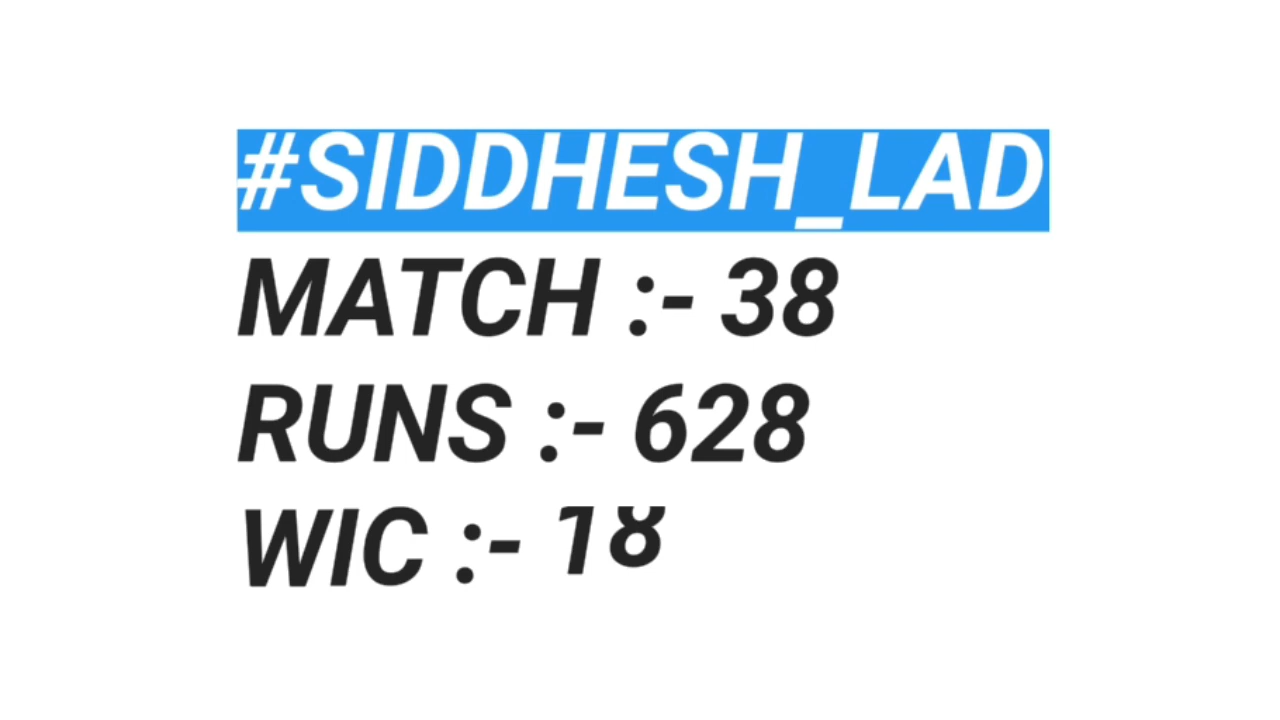 #SIDDHESH_LAD
MATCH :- 38
RUNS :- 628
WIC :- 18